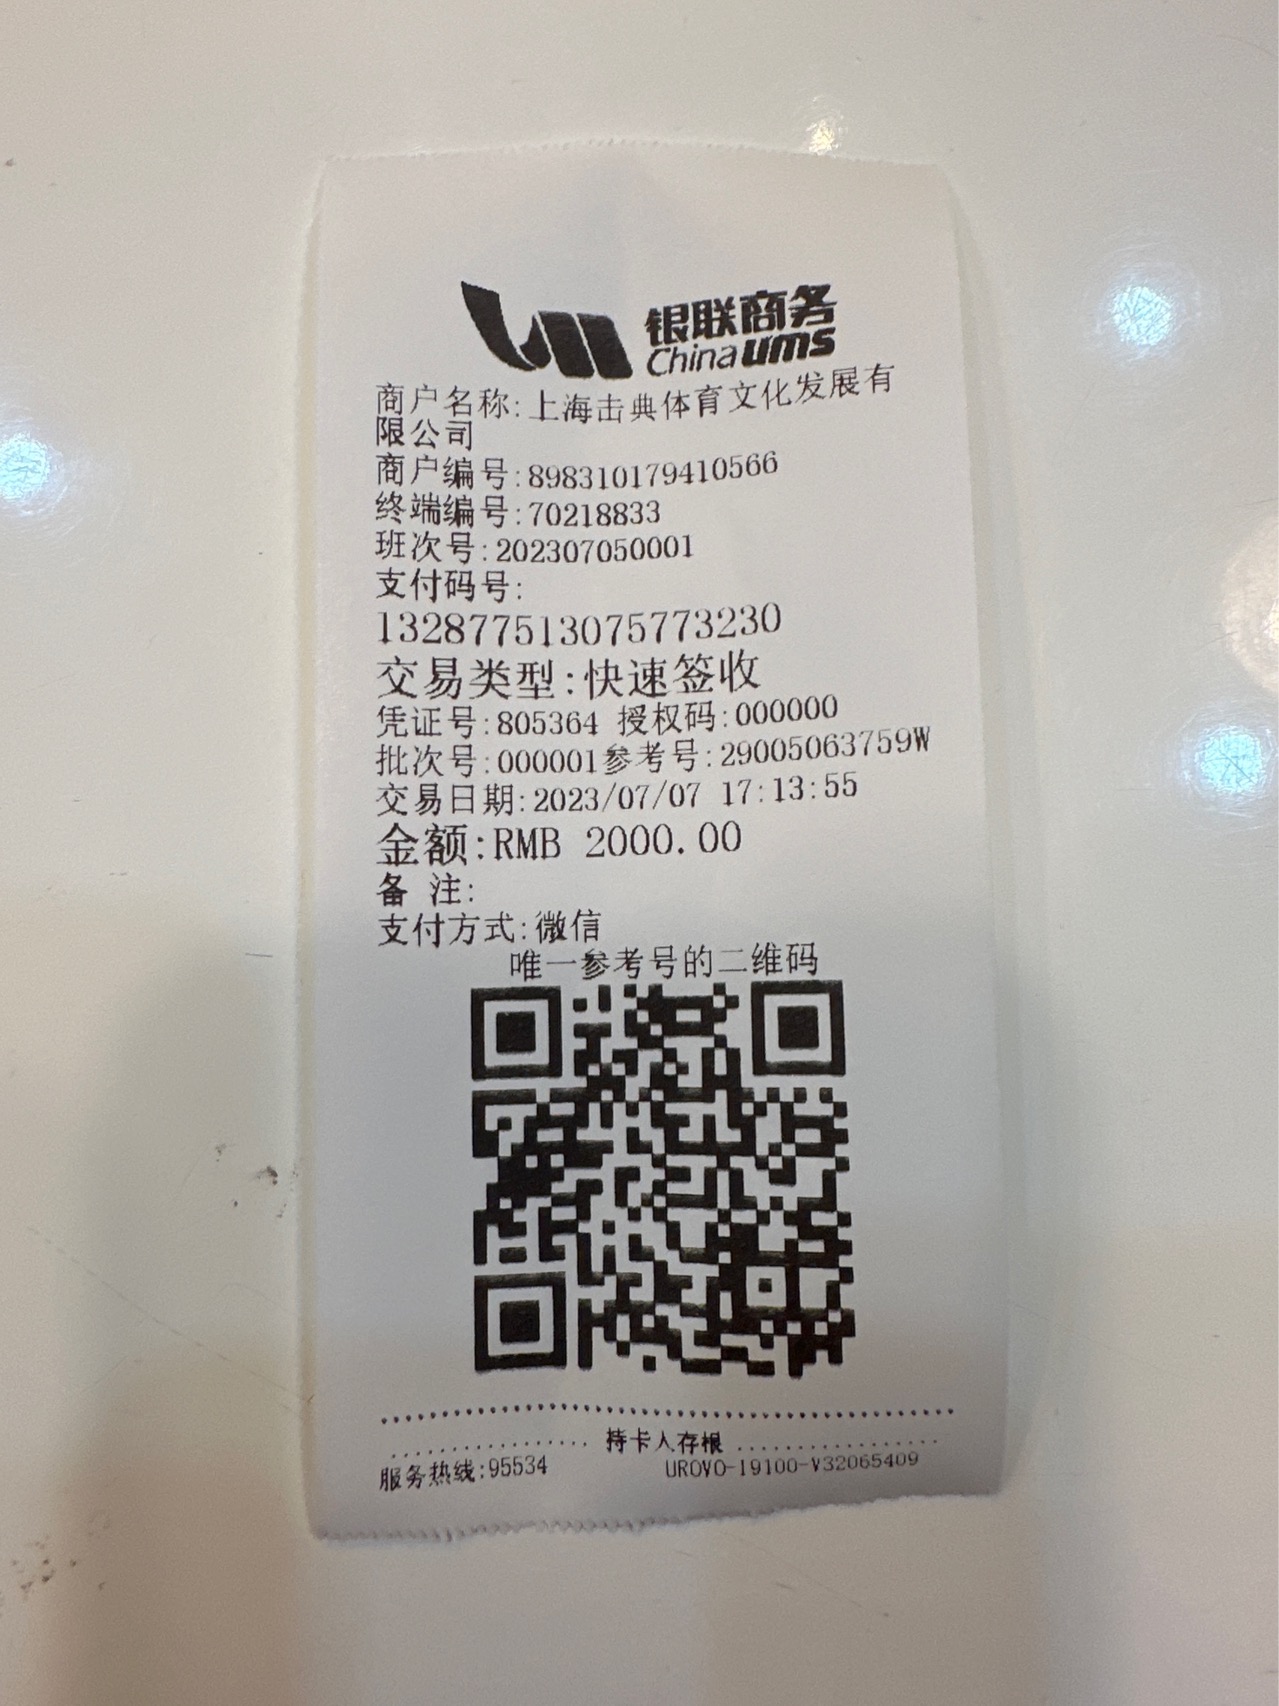 银联商务
China ums
商户名称:上海击典体育文化发展有
限公司
商户编号:898310179410566
终端编号:70218833
班次号:202307050001
支付码号:
132877513075773230
交易类型:快速签收
凭证号:805364 授权码:000000
批次号:000001参考号:29005063759W
交易日期:2023/07/07 17:13:55
金额:RMB 2000.00
备 注:
支付方式:微信
唯一参考号的二维码
持卡人存根
服务热线:95534 UROVO-19100-V32065409